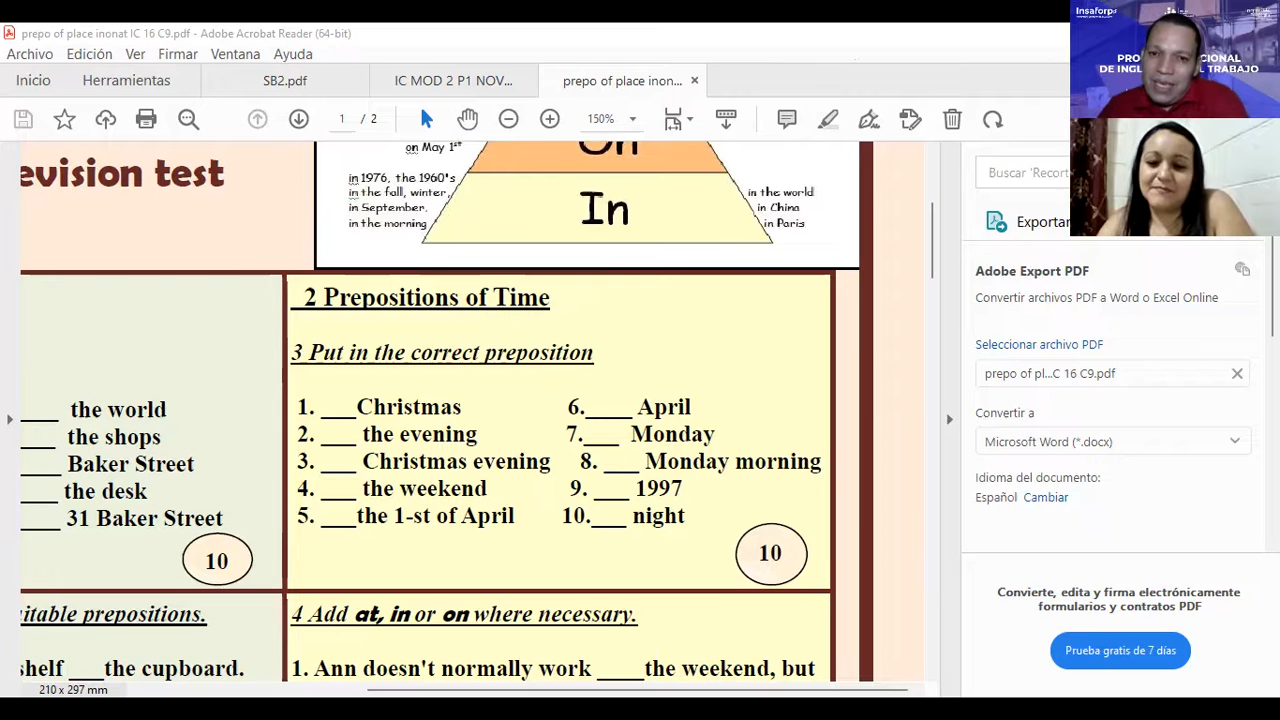 prepo of place inonat IC 16 C9.pdf - Adobe Acrobat Reader (64-bit)
Archivo Edición Ver Firmar Ventana Ayuda
Inicio Herramientas SB2.pdf IC MOD 2 P1 NOV... prepo of place inon... ×
1 / 2 150%
evision test
on May 1st
On
in 1976, the 1960's
in the fall, winter,
in September,
in the morning
In
in the world
in China
in Paris
___ the world
___ the shops
___ Baker Street
___ the desk
___ 31 Baker Street
10
2 Prepositions of Time
3 Put in the correct preposition
1. ___Christmas 6.____ April
2. ___ the evening 7.___ Monday
3. ___ Christmas evening 8. ___ Monday morning
4. ___ the weekend 9. ___ 1997
5. ___the 1-st of April 10.___ night
10
itable prepositions.
shelf ___the cupboard.
4 Add at, in or on where necessary.
1. Ann doesn't normally work ____the weekend, but
210 x 297 mm
Insaforp
DE INGL TRABAJO
Buscar 'Recort
Exportar
Adobe Export PDF
Convertir archivos PDF a Word o Excel Online
Seleccionar archivo PDF
prepo of pl...C 16 C9.pdf
Convertir a
Microsoft Word (*.docx)
Idioma del documento:
Español Cambiar
Convierte, edita y firma electrónicamente
formularios y contratos PDF
Prueba gratis de 7 días